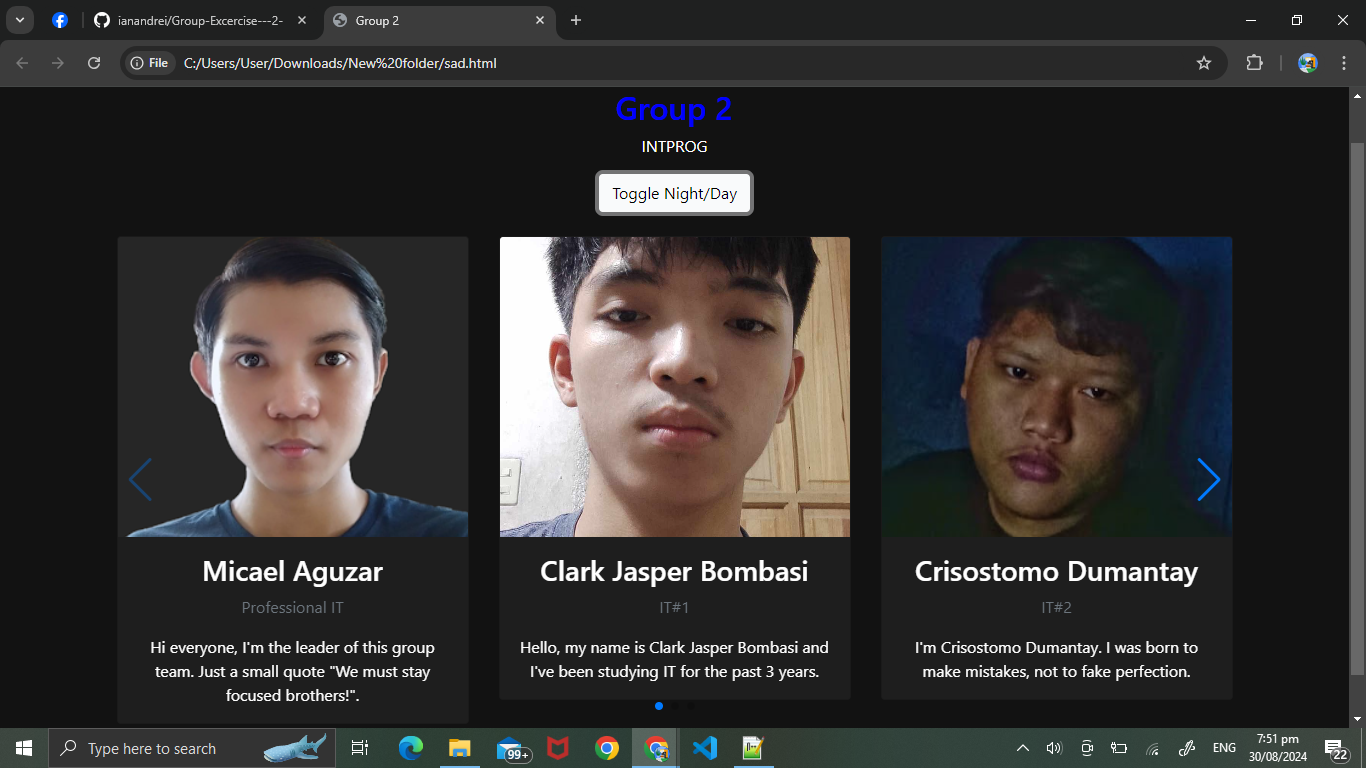 ianandrei/Group-Excercise---2-
Group 2
File
C:/Users/User/Downloads/New%20folder/sad.html
Group 2
INTPROG
Toggle Night/Day
Micael Aguzar
Professional IT
Hi everyone, I'm the leader of this group
team. Just a small quote "We must stay
focused brothers!".
Clark Jasper Bombasi
IT#1
Hello, my name is Clark Jasper Bombasi and
I've been studying IT for the past 3 years.
Crisostomo Dumantay
IT#2
I'm Crisostomo Dumantay. I was born to
make mistakes, not to fake perfection.
Type here to search
99+
ENG
7:51 pm
30/08/2024
22